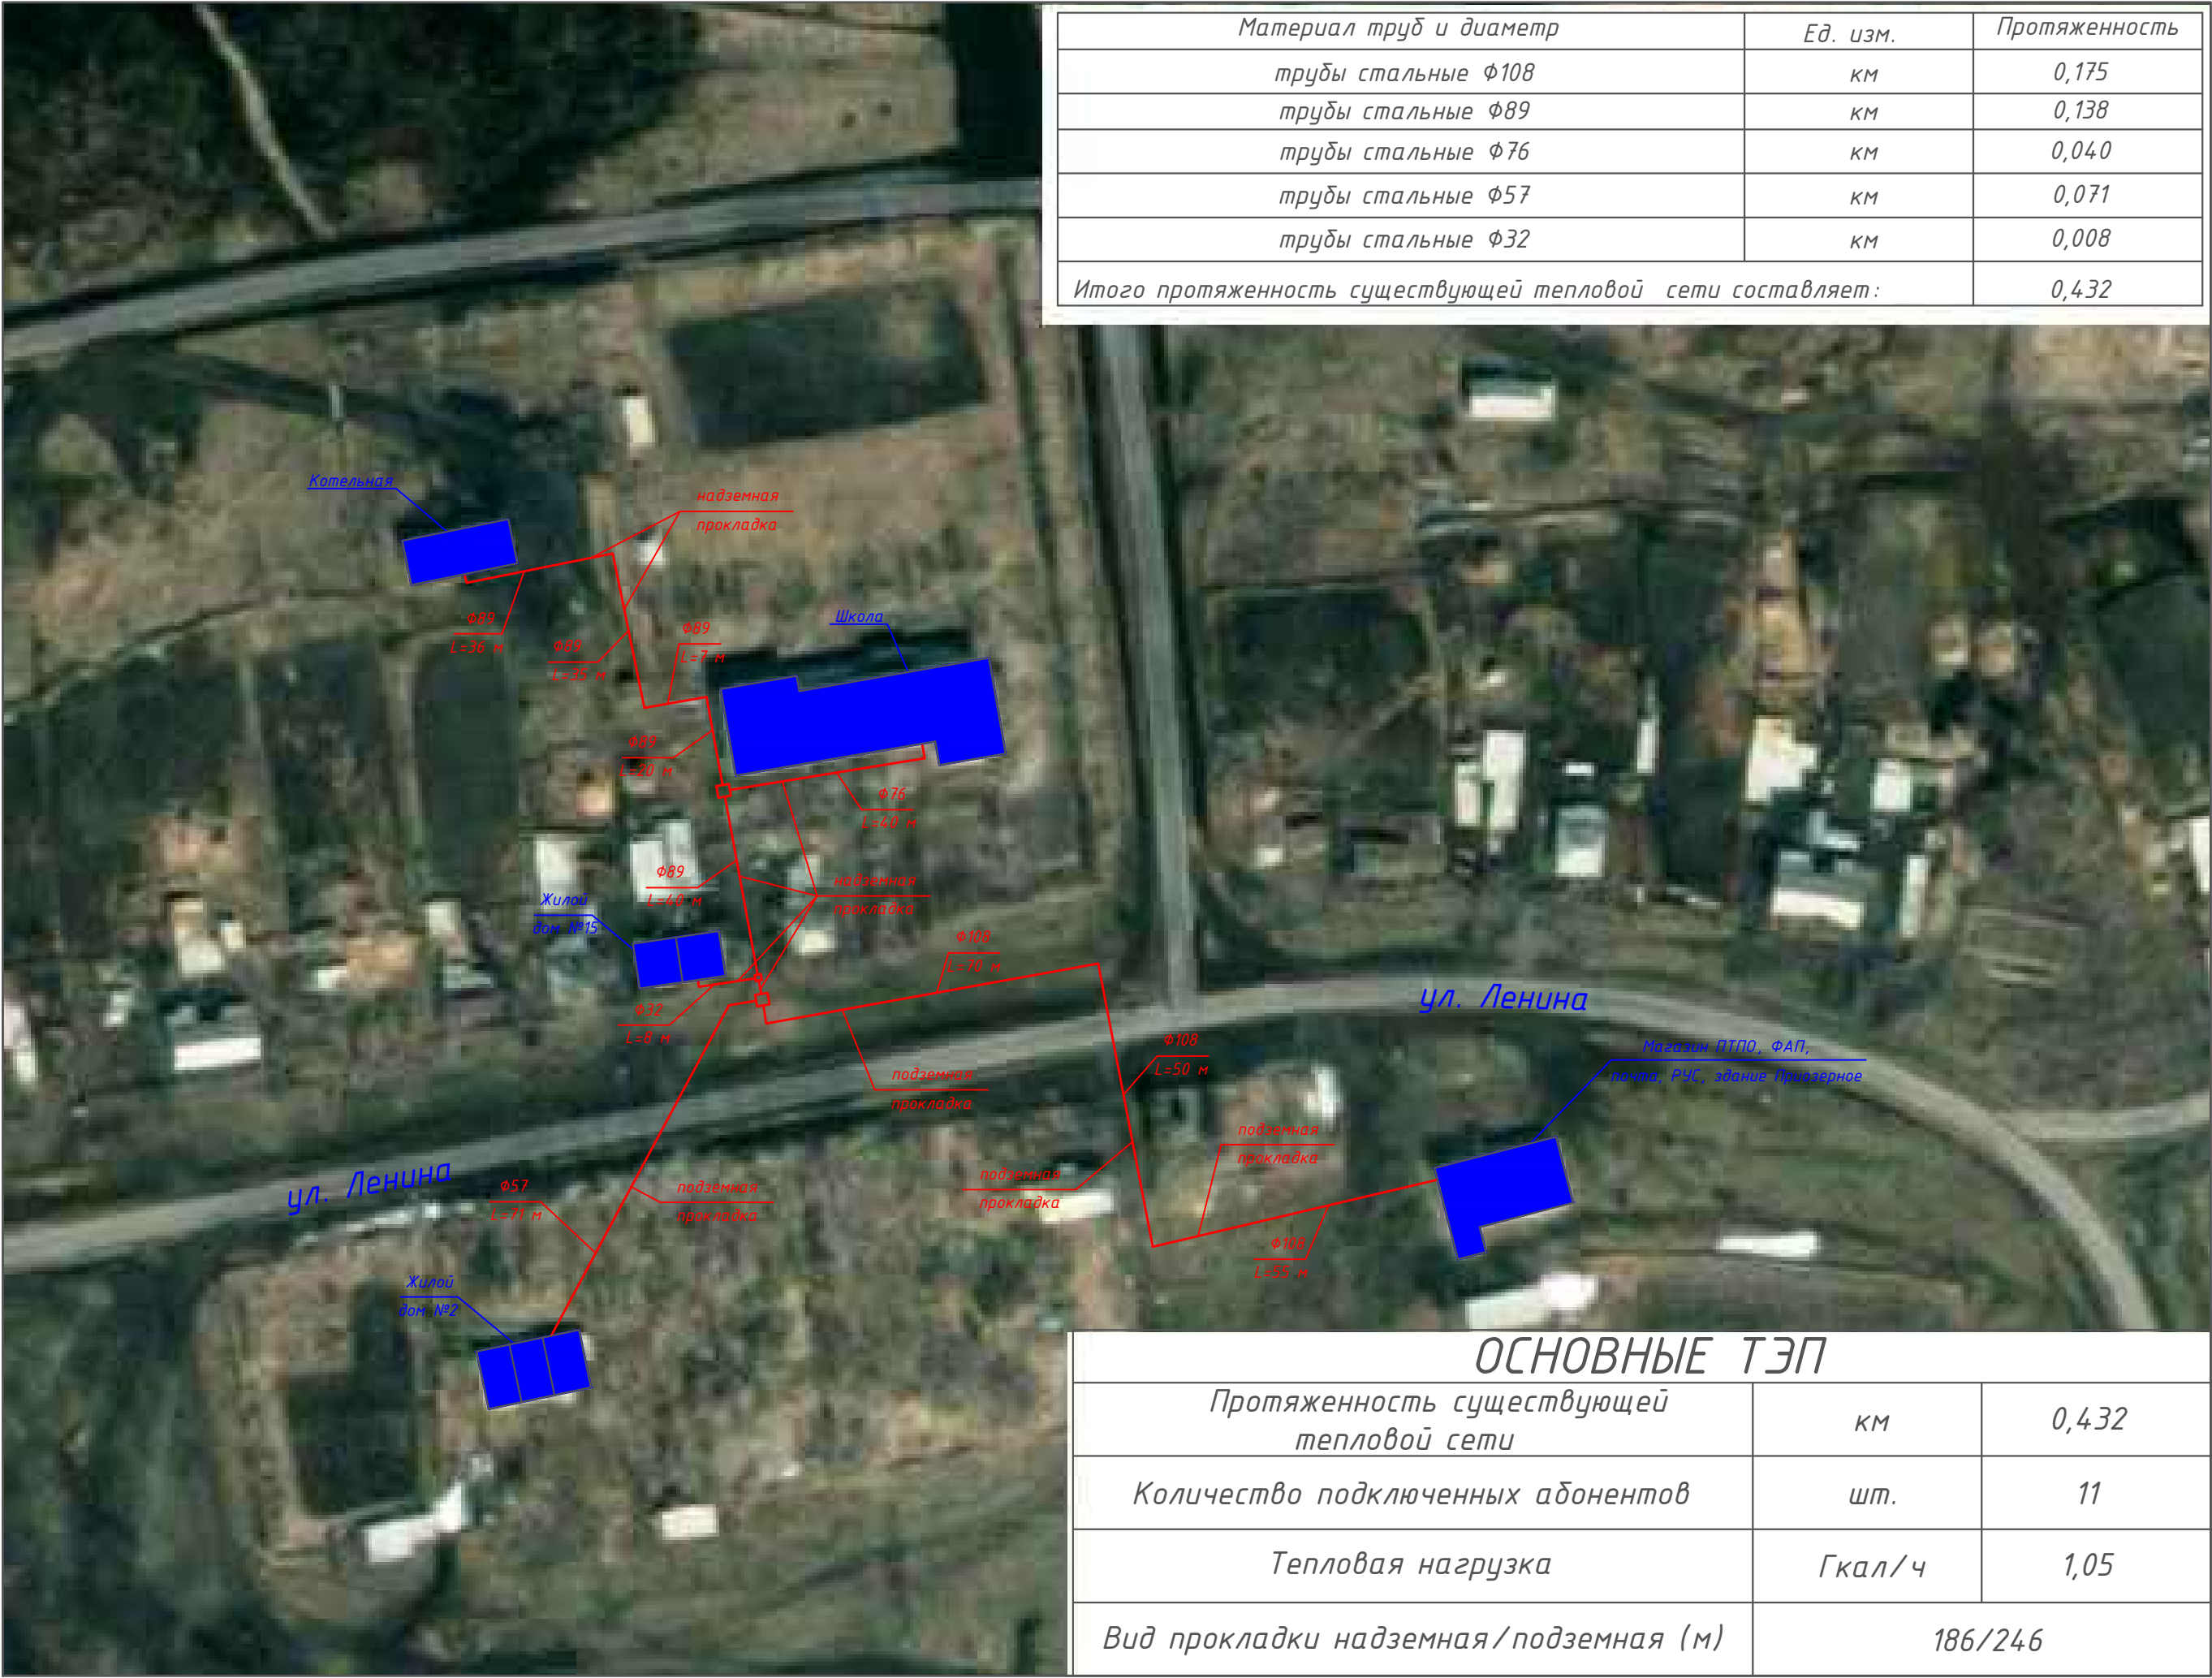 Материал труб и диаметр Ед. изм. Протяженность
трубы стальные Ф108 км 0,175
трубы стальные Ф89 км 0,138
трубы стальные Ф76 км 0,040
трубы стальные Ф57 км 0,071
трубы стальные Ф32 км 0,008
Итого протяженность существующей тепловой сети составляет: 0,432
Котельная
надземная
прокладка
Ф89
L=36 м
Ф89
L=35 м
Ф89
L=7 м
Школа
Ф89
L=20 м
Ф76
L=40 м
Ф89
L=40 м
надземная
прокладка
Жилой
дом №15
Ф108
L=70 м
Ф32
L=8 м
ул. Ленина
Ф108
L=50 м
Магазин ПТПО, ФАП,
почта, РУС, здание Приозерное
подземная
прокладка
подземная
прокладка
подземная
прокладка
ул. Ленина
Ф57
L=71 м
подземная
прокладка
Ф108
L=55 м
Жилой
дом №2
ОСНОВНЫЕ ТЭП
Протяженность существующей
тепловой сети км 0,432
Количество подключенных абонентов шт. 11
Тепловая нагрузка Гкал/ч 1,05
Вид прокладки надземная/подземная (м) 186/246